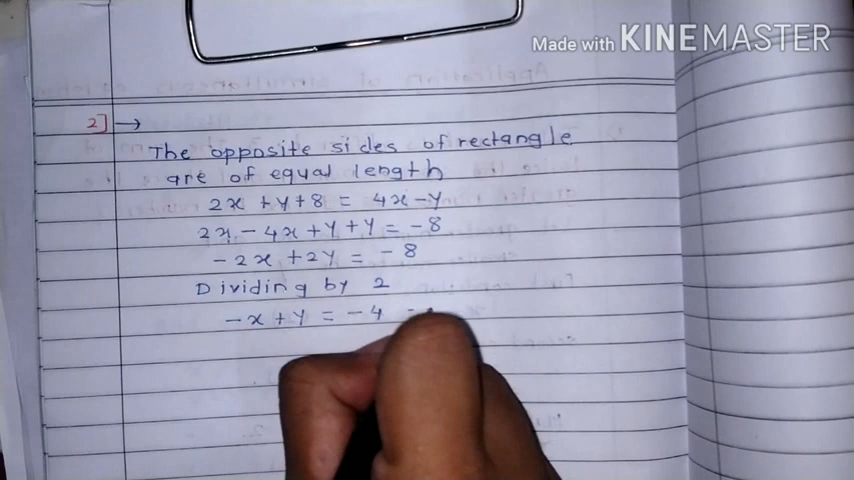 Made with KINEMASTER
2] →
The opposite sides of rectangle
are of equal length
2x + y + 8 = 4x - y
2x - 4x + y + y = -8
-2x + 2y = -8
Dividing by 2
-x + y = -4